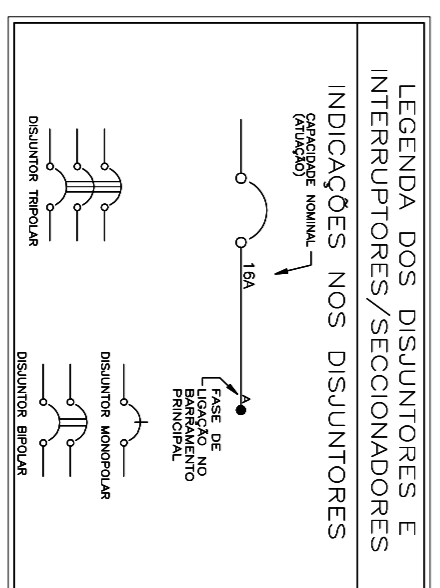 LEGENDA DOS DISJUNTORES E
INTERRUPTORES/SECCIONADORES
INDICAÇÕES NOS DISJUNTORES
CAPACIDADE NOMINAL
(ATUAÇÃO)
16A
A
FASE DE
LIGAÇÃO NO
BARRAMENTO
PRINCIPAL
DISJUNTOR TRIPOLAR
DISJUNTOR MONOPOLAR
DISJUNTOR BIPOLAR